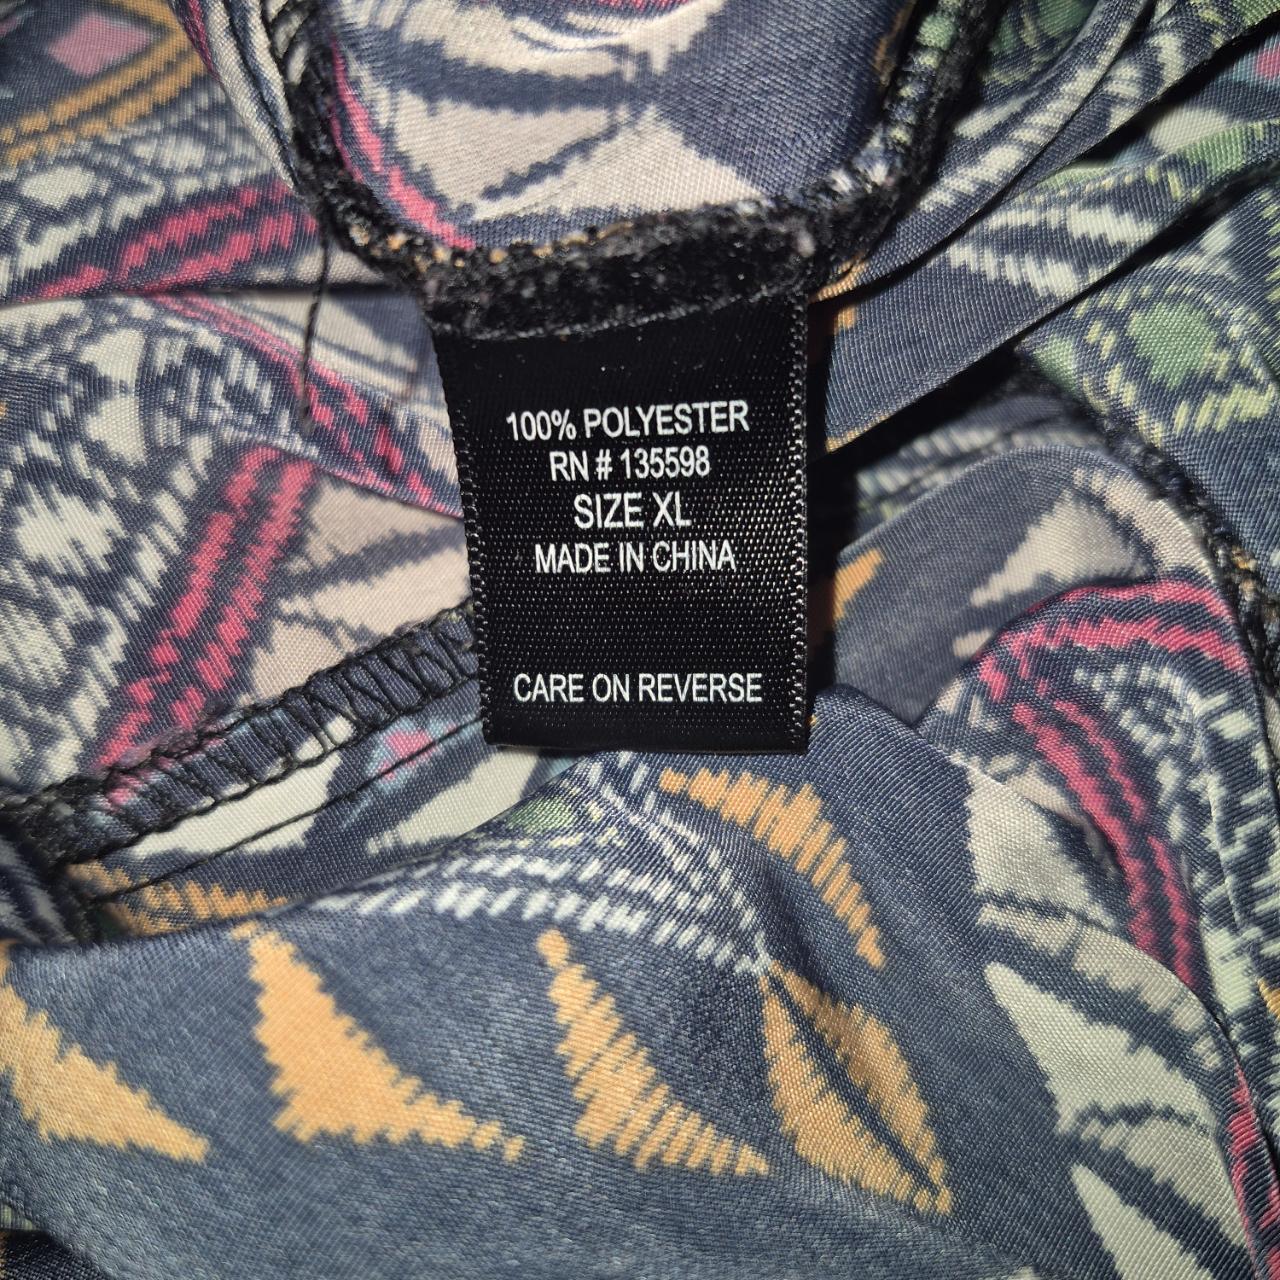 100% POLYESTER
RN # 135598
SIZE XL
MADE IN CHINA
CARE ON REVERSE